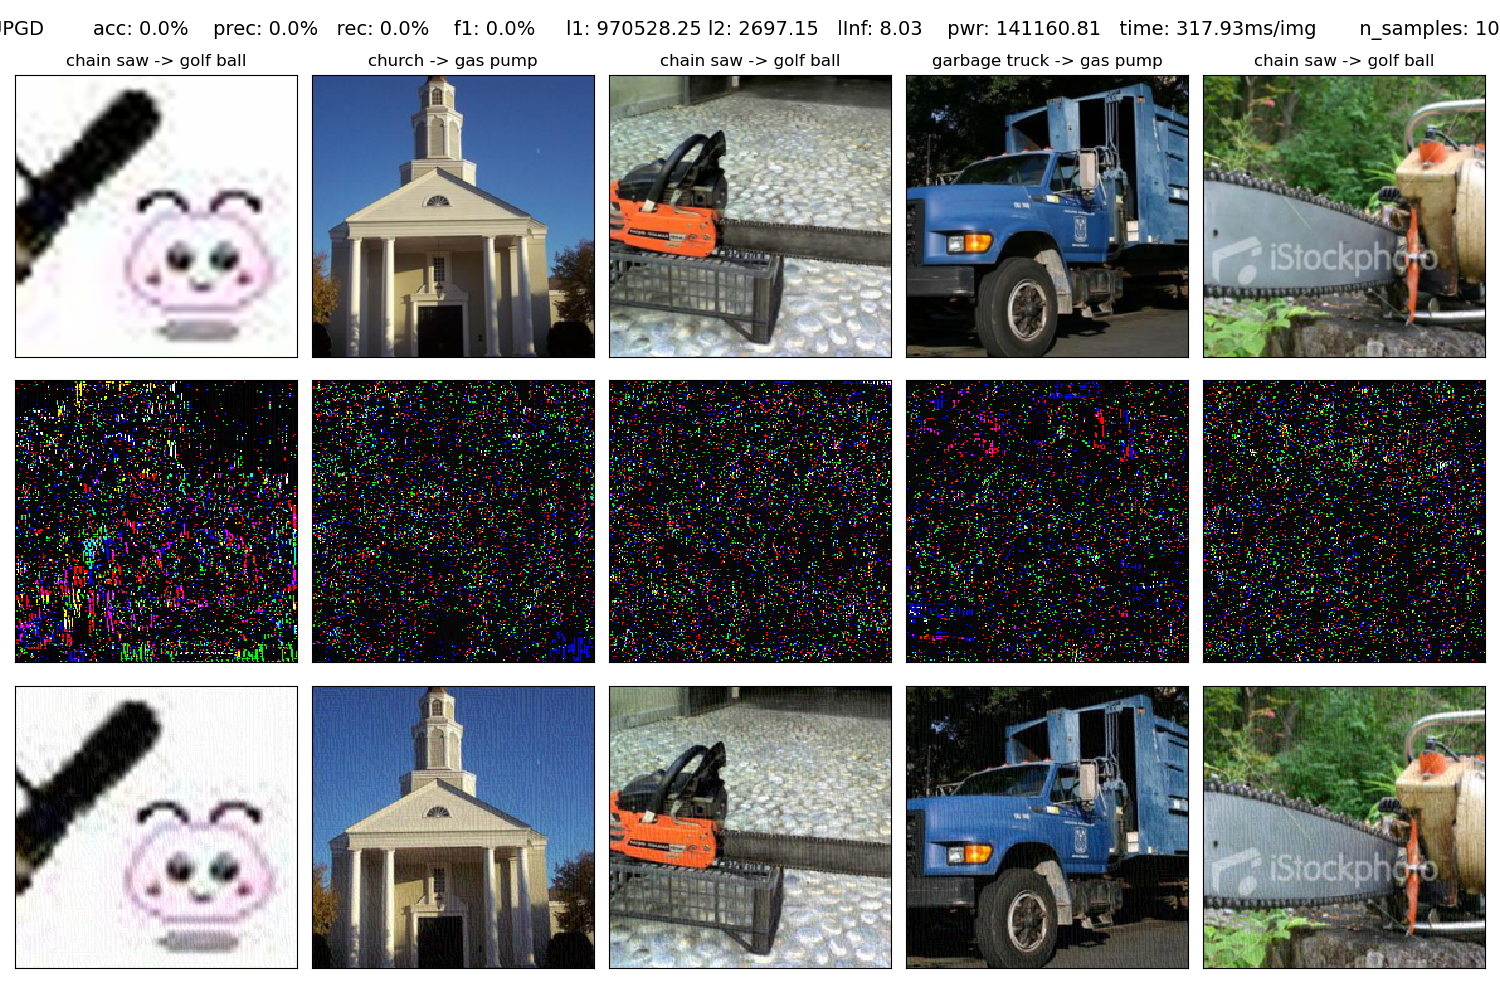 PGD acc: 0.0% prec: 0.0% rec: 0.0% f1: 0.0% l1: 970528.25 l2: 2697.15 lInf: 8.03 pwr: 141160.81 time: 317.93ms/img n_samples: 10
chain saw -> golf ball
church -> gas pump
chain saw -> golf ball
garbage truck -> gas pump
chain saw -> golf ball
iStockphoto
iStockphoto